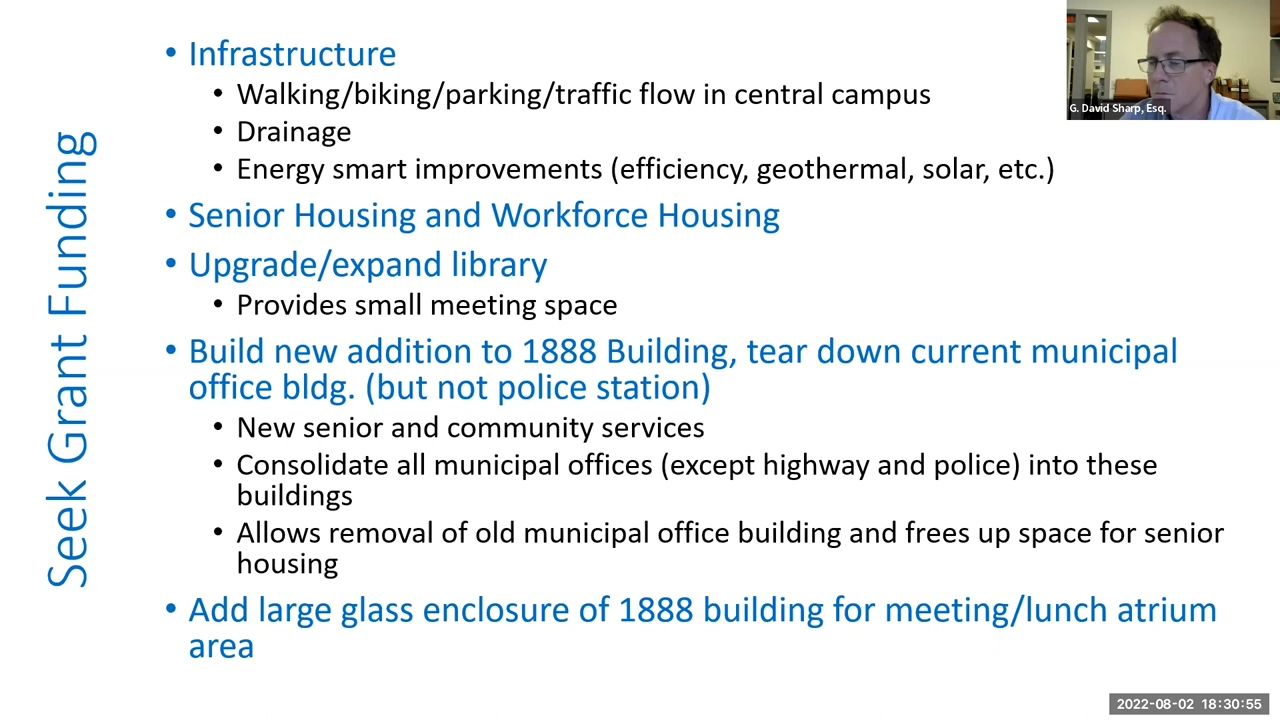 Seek Grant Funding
• Infrastructure
• Walking/biking/parking/traffic flow in central campus
• Drainage
• Energy smart improvements (efficiency, geothermal, solar, etc.)
• Senior Housing and Workforce Housing
• Upgrade/expand library
• Provides small meeting space
• Build new addition to 1888 Building, tear down current municipal
office bldg. (but not police station)
• New senior and community services
• Consolidate all municipal offices (except highway and police) into these
buildings
• Allows removal of old municipal office building and frees up space for senior
housing
• Add large glass enclosure of 1888 building for meeting/lunch atrium
area
G. David Sharp, Esq.
2022-08-02 18:30:55